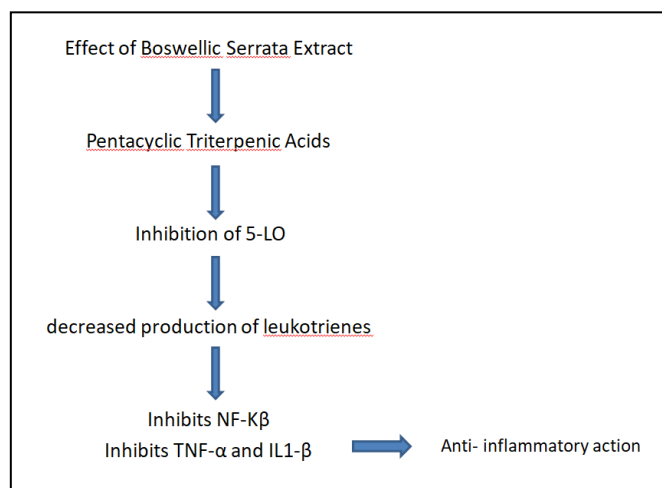 Effect of Boswellic Serrata Extract
Pentacyclic Triterpenic Acids
Inhibition of 5-LO
decreased production of leukotrienes
Inhibits NF-Kβ
Inhibits TNF-α and IL1-β
Anti- inflammatory action